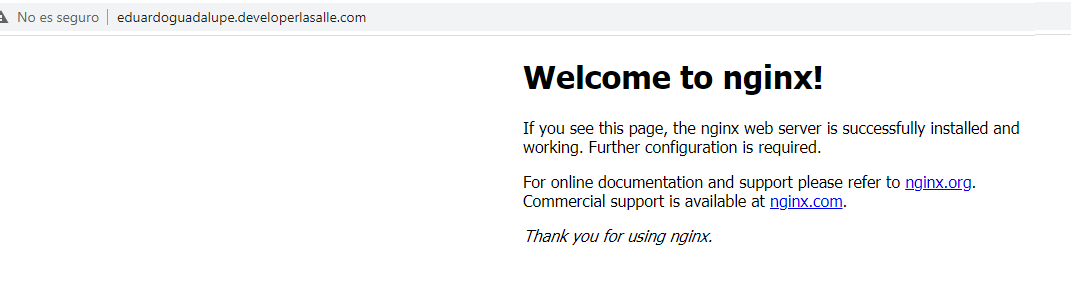 No es seguro | eduardoguadalupe.developerlasalle.com
Welcome to nginx!
If you see this page, the nginx web server is successfully installed and
working. Further configuration is required.
For online documentation and support please refer to nginx.org.
Commercial support is available at nginx.com.
Thank you for using nginx.